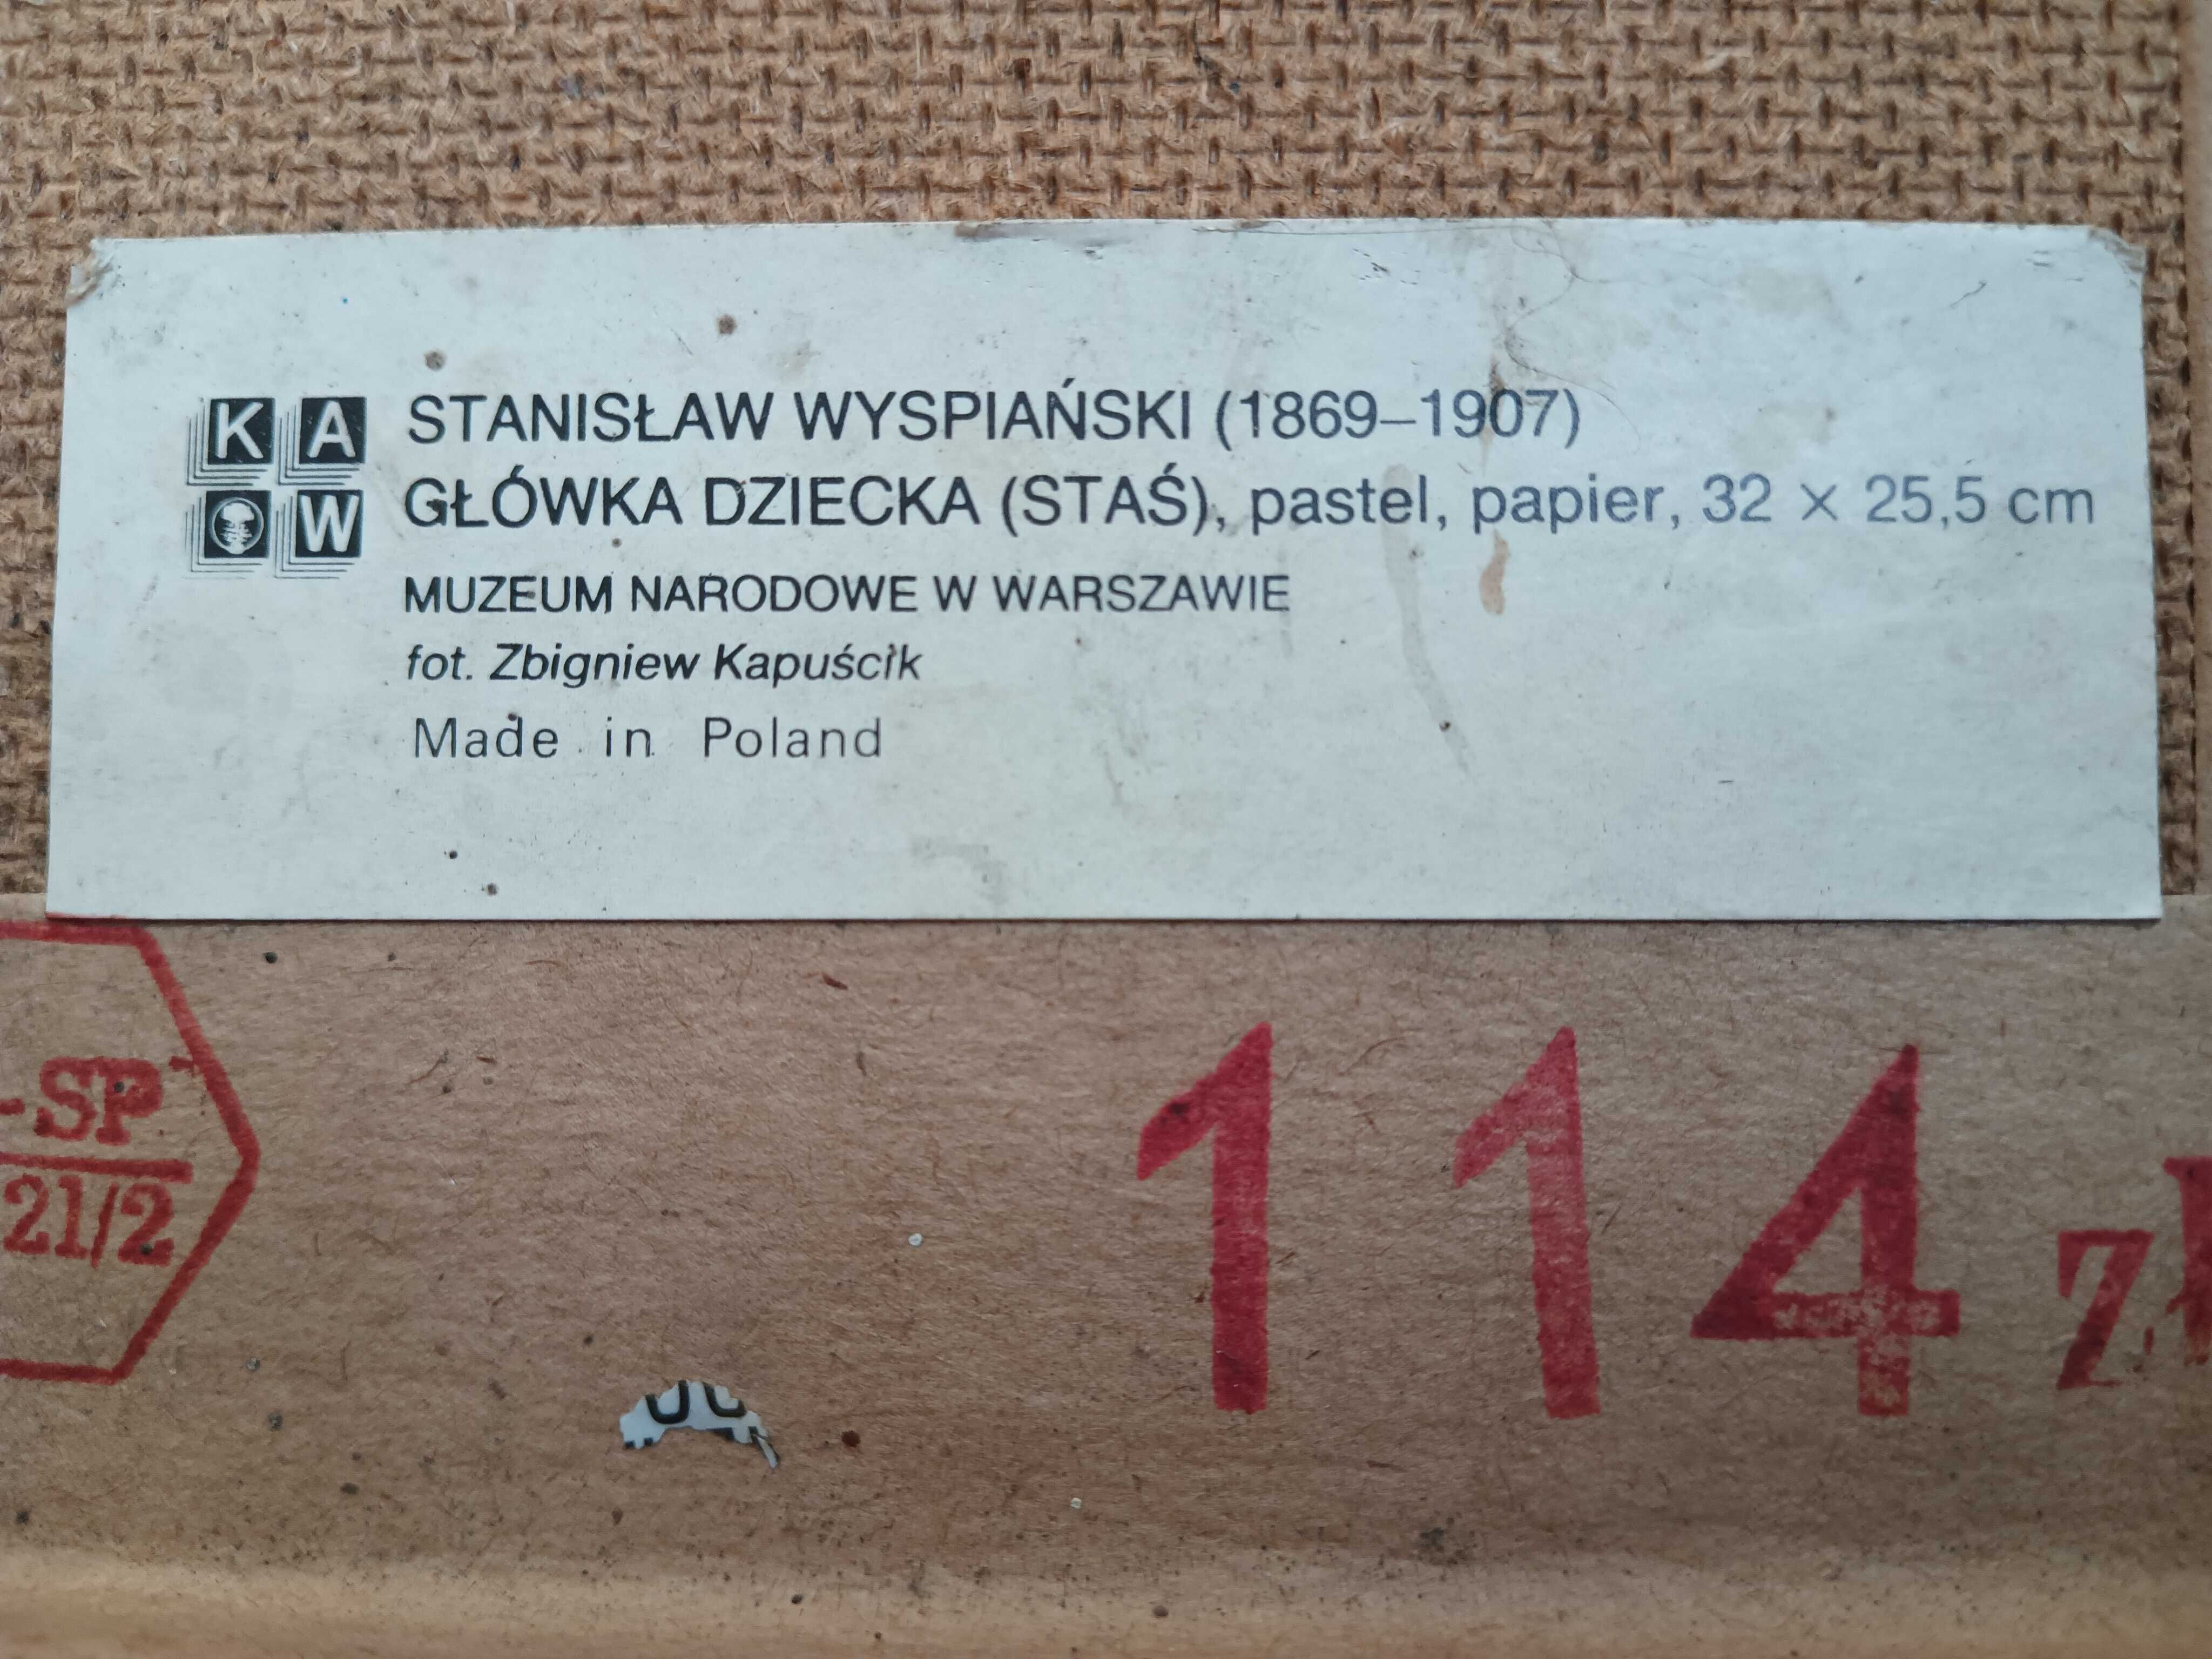 KA
W
STANISŁAW WYSPIAŃSKI (1869–1907)
GŁÓWKA DZIECKA (STAŚ), pastel, papier, 32 × 25,5 cm
MUZEUM NARODOWE W WARSZAWIE
fot. Zbigniew Kapuścik
Made in Poland
-SP
21/2
114 zł